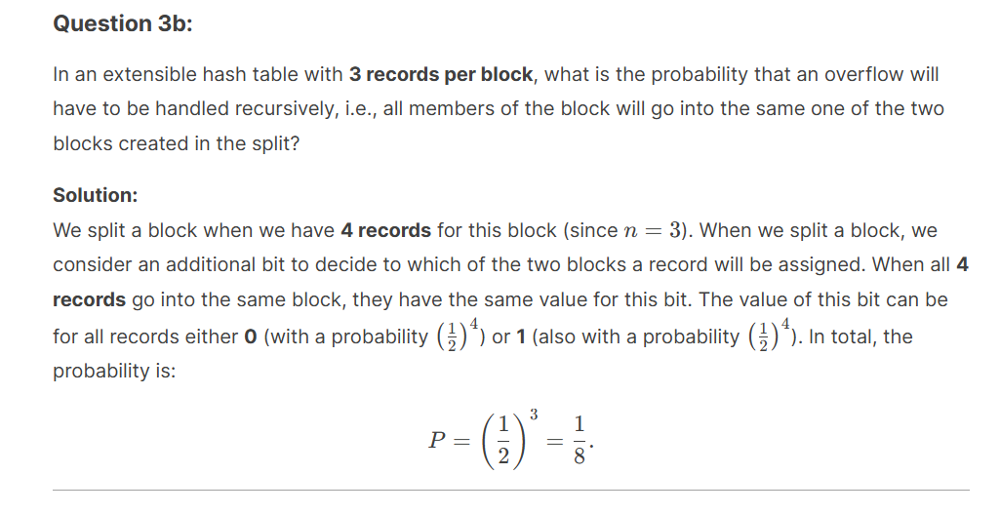 Question 3b:
In an extensible hash table with 3 records per block, what is the probability that an overflow will
have to be handled recursively, i.e., all members of the block will go into the same one of the two
blocks created in the split?
Solution:
We split a block when we have 4 records for this block (since n = 3). When we split a block, we
consider an additional bit to decide to which of the two blocks a record will be assigned. When all 4
records go into the same block, they have the same value for this bit. The value of this bit can be
for all records either 0 (with a probability (1/2)^4) or 1 (also with a probability (1/2)^4). In total, the
probability is:
P = (1/2)^3 = 1/8.